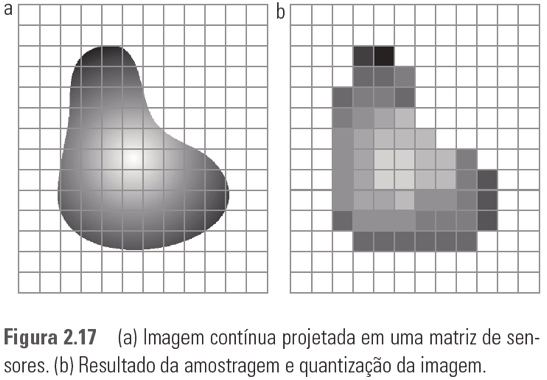 a
b
Figura 2.17 (a) Imagem contínua projetada em uma matriz de sen-
sores. (b) Resultado da amostragem e quantização da imagem.